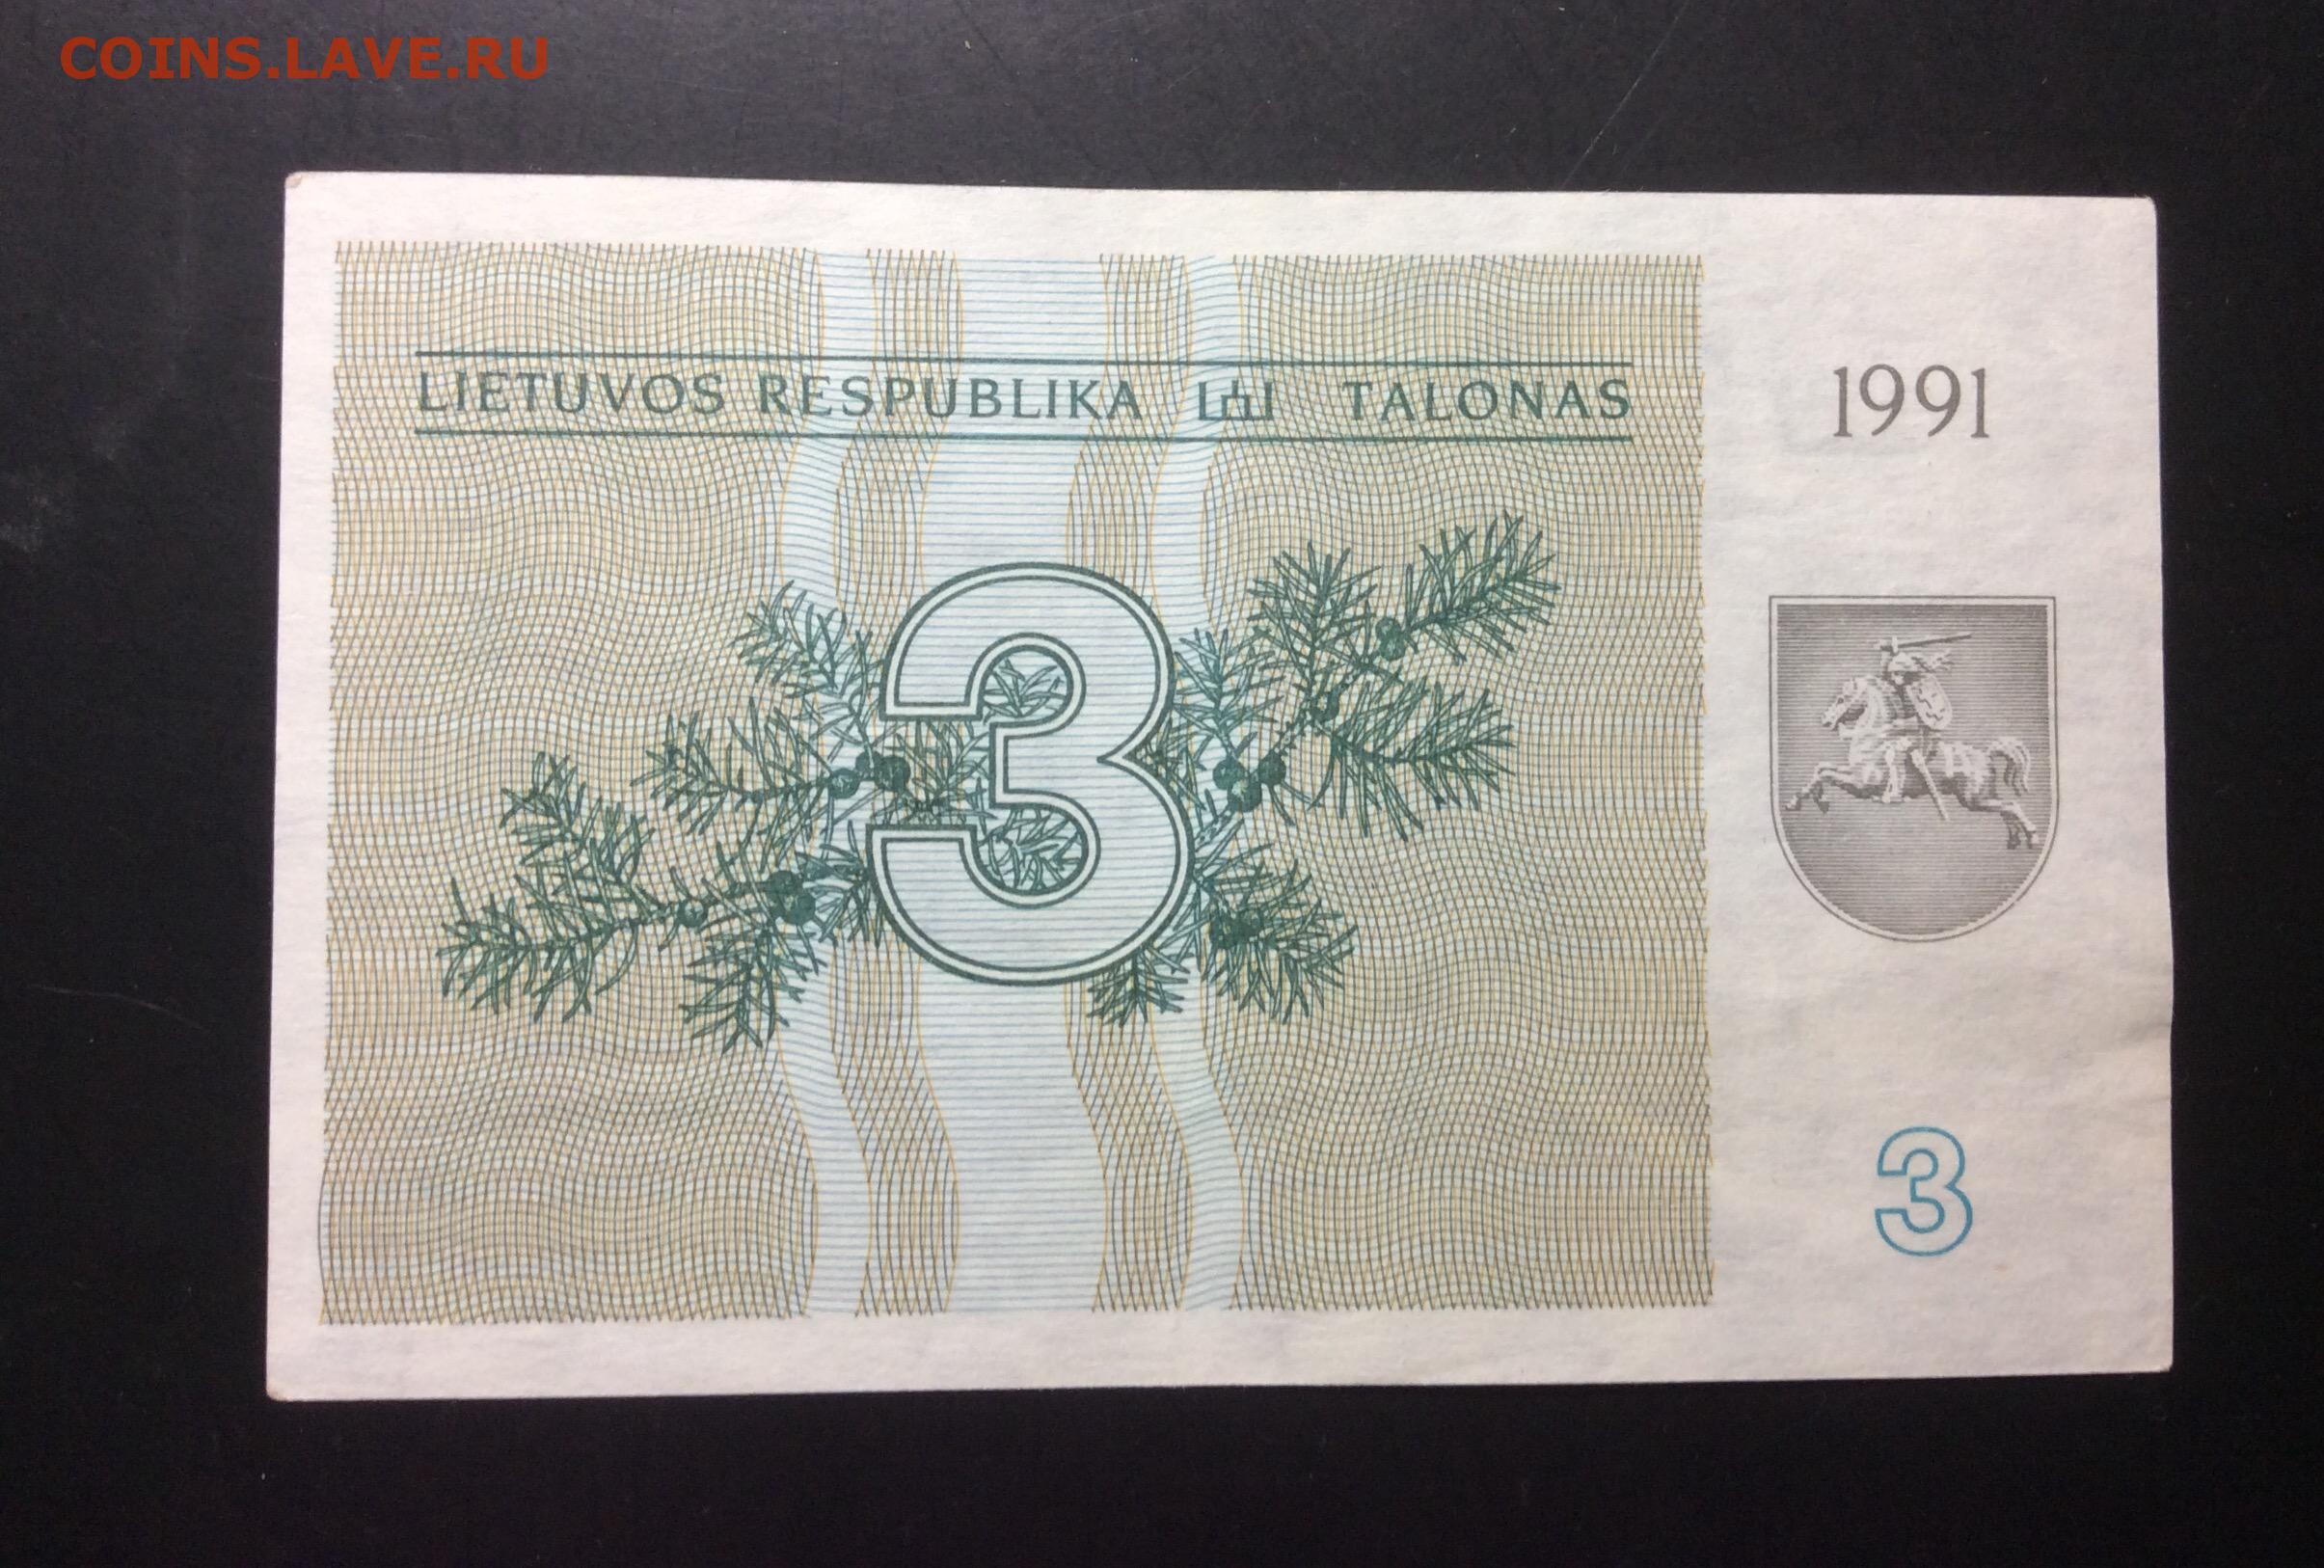 COINS.LAVE.RU
LIETUVOS RESPUBLIKA TALONAS
1991
3
3